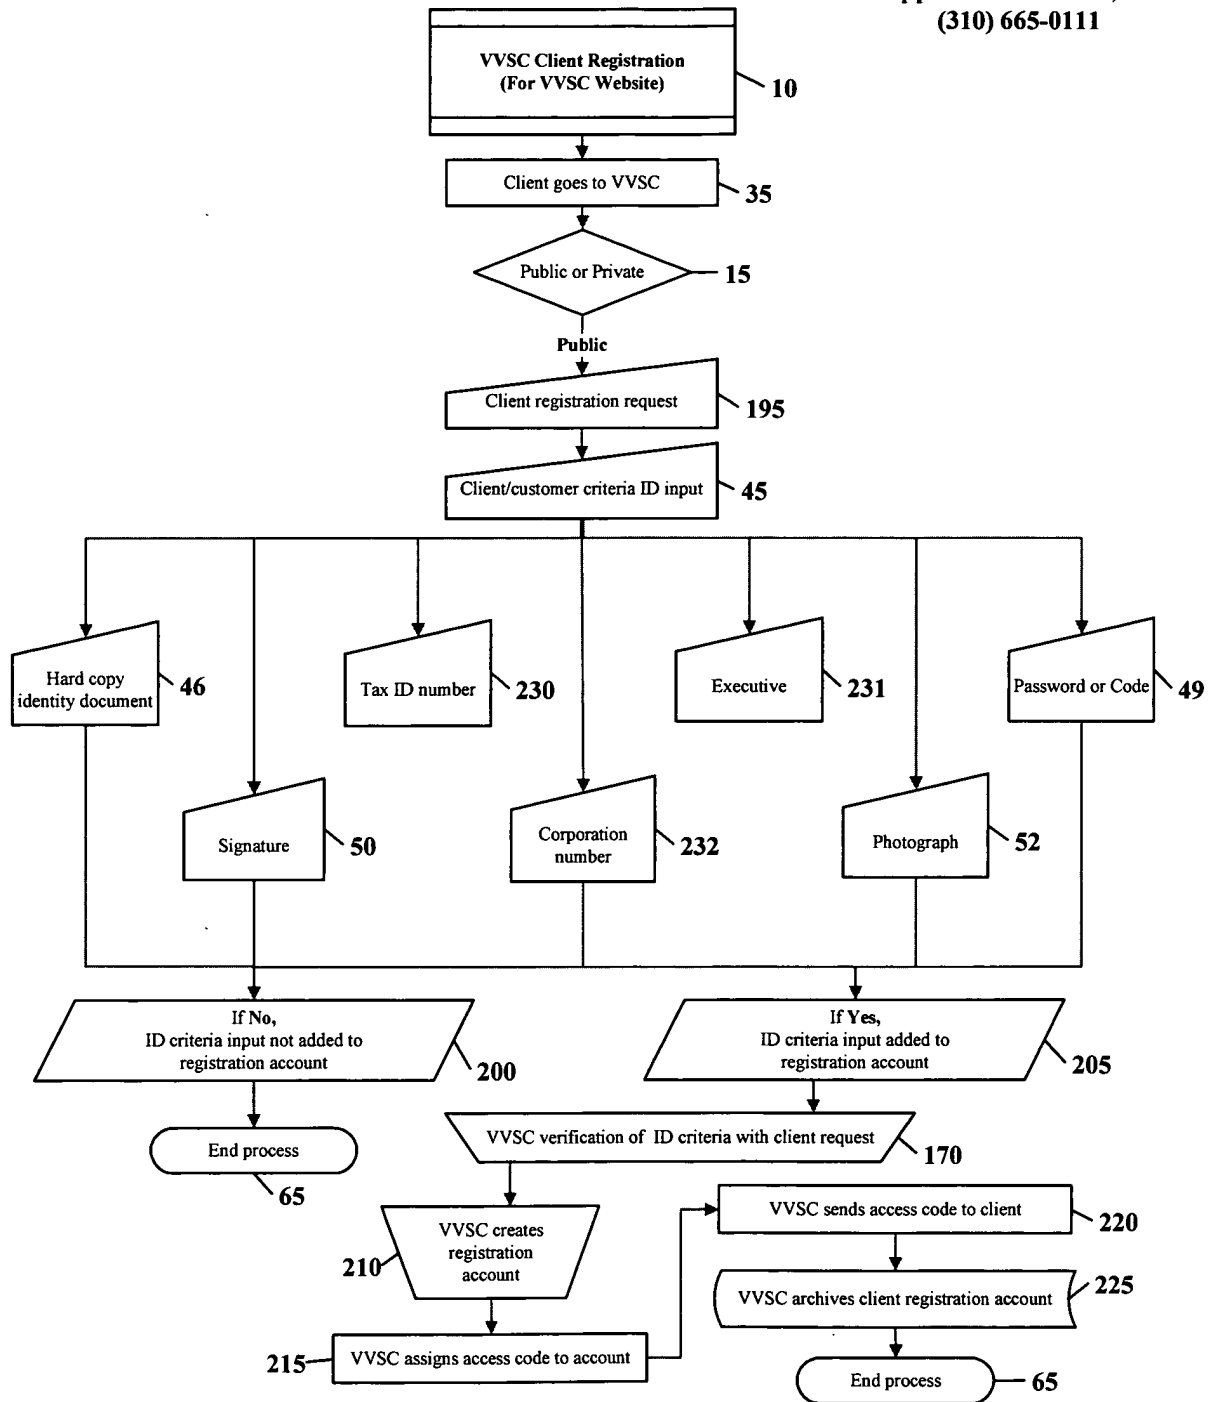 (310) 665-0111
VVSC Client Registration
(For VVSC Website)
10
Client goes to VVSC
35
Public or Private
15
Public
Client registration request
195
Client/customer criteria ID input
45
Hard copy
identity document
46
Tax ID number
230
Executive
231
Password or Code
49
Signature
50
Corporation
number
232
Photograph
52
If No,
ID criteria input not added to
registration account
200
If Yes,
ID criteria input added to
registration account
205
End process
65
VVSC verification of ID criteria with client request
170
VVSC creates
registration
account
210
VVSC sends access code to client
220
VVSC archives client registration account
225
215
VVSC assigns access code to account
End process
65